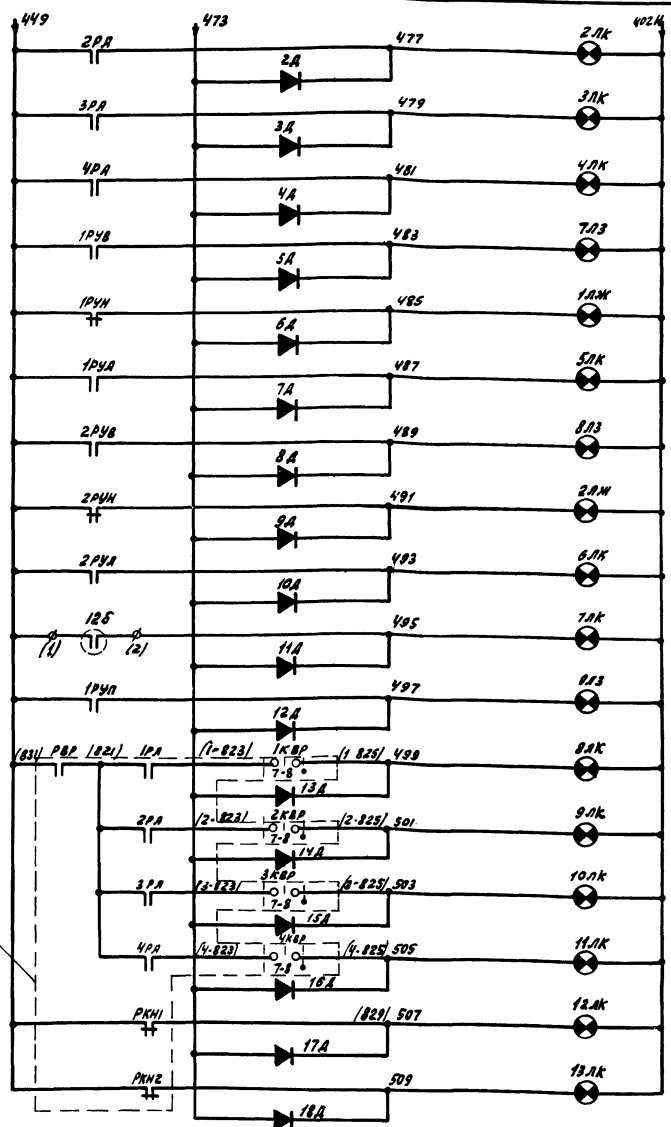 449 473 402Н
2РА 477 2ЛК
2Д
3РА 479 3ЛК
3Д
4РА 481 4ЛК
4Д
1РУВ 483 7ЛЗ
5Д
1РУН 485 1ЛЖ
6Д
1РУА 487 5ЛК
7Д
2РУВ 489 8ЛЗ
8Д
2РУН 491 2ЛЖ
9Д
2РУА 493 6ЛК
10Д
12Б 495 7ЛК
(1) (2)
11Д
1РУП 497
12Д
(831) РВР (821) 1РА (1-823) 1КВР (1-825) 499 8ЛК
7-8
13Д
2РА (2-823) 2КВР (2-825) 501 9ЛК
7-8
14Д
3РА (3-823) 3КВР (3-825) 503 10ЛК
7-8
15Д
4РА (4-823) 4КВР (4-825) 505 11ЛК
7-8
16Д
РКН1 (829) 507 12ЛК
17Д
РКН2 509 13ЛК
18Д